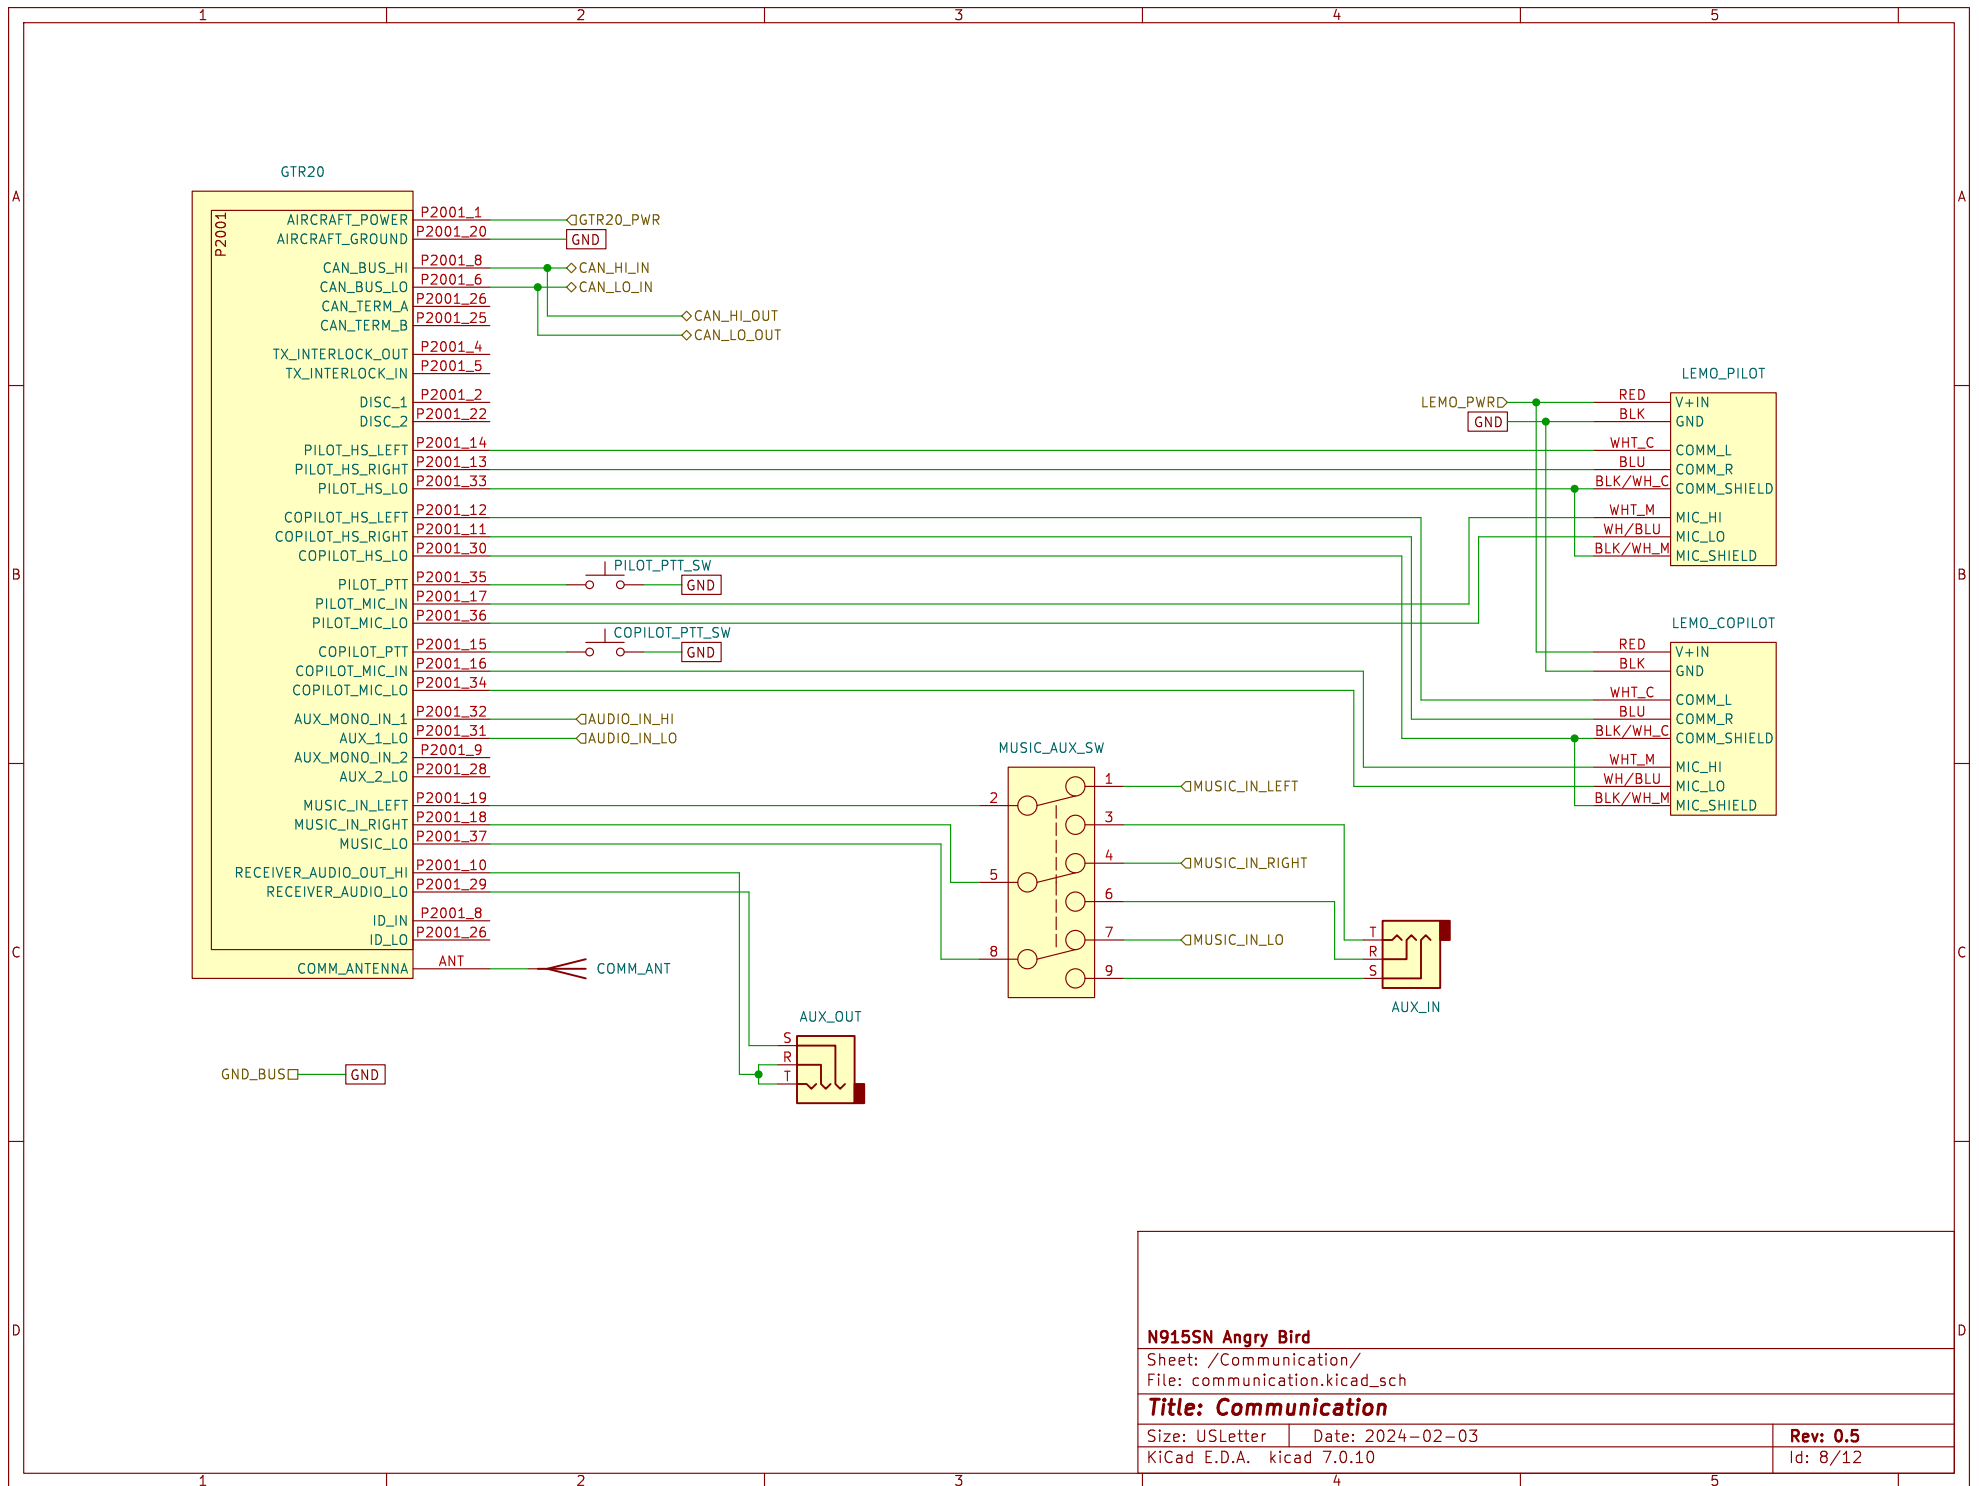 1 2 3 4 5
A A
B B
C C
D D
GTR20
P2001
AIRCRAFT_POWER P2001_1 GTR20_PWR
AIRCRAFT_GROUND P2001_20 GND
CAN_BUS_HI P2001_8 CAN_HI_IN
CAN_BUS_LO P2001_6 CAN_LO_IN
CAN_TERM_A P2001_26
CAN_HI_OUT
CAN_TERM_B P2001_25
CAN_LO_OUT
TX_INTERLOCK_OUT P2001_4
TX_INTERLOCK_IN P2001_5
DISC_1 P2001_2
DISC_2 P2001_22
PILOT_HS_LEFT P2001_14
PILOT_HS_RIGHT P2001_13
PILOT_HS_LO P2001_33
COPILOT_HS_LEFT P2001_12
COPILOT_HS_RIGHT P2001_11
COPILOT_HS_LO P2001_30
PILOT_PTT_SW
PILOT_PTT P2001_35 GND
PILOT_MIC_IN P2001_17
PILOT_MIC_LO P2001_36
COPILOT_PTT_SW
COPILOT_PTT P2001_15 GND
COPILOT_MIC_IN P2001_16
COPILOT_MIC_LO P2001_34
AUX_MONO_IN_1 P2001_32 AUDIO_IN_HI
AUX_1_LO P2001_31 AUDIO_IN_LO
AUX_MONO_IN_2 P2001_9
AUX_2_LO P2001_28
MUSIC_IN_LEFT P2001_19
MUSIC_IN_RIGHT P2001_18
MUSIC_LO P2001_37
RECEIVER_AUDIO_OUT_HI P2001_10
RECEIVER_AUDIO_LO P2001_29
ID_IN P2001_8
ID_LO P2001_26
COMM_ANTENNA ANT COMM_ANT
GND_BUS GND
AUX_OUT
S
R
T
MUSIC_AUX_SW
1 MUSIC_IN_LEFT
2
3
4 MUSIC_IN_RIGHT
5
6
7 MUSIC_IN_LO
8
9
T
R
S
AUX_IN
LEMO_PILOT
LEMO_PWR RED V+IN
GND BLK GND
WHT_C COMM_L
BLU COMM_R
BLK/WH_C COMM_SHIELD
WHT_M MIC_HI
WH/BLU MIC_LO
BLK/WH_M MIC_SHIELD
LEMO_COPILOT
RED V+IN
BLK GND
WHT_C COMM_L
BLU COMM_R
BLK/WH_C COMM_SHIELD
WHT_M MIC_HI
WH/BLU MIC_LO
BLK/WH_M MIC_SHIELD
N915SN Angry Bird
Sheet: /Communication/
File: communication.kicad_sch
Title: Communication
Size: USLetter Date: 2024-02-03 Rev: 0.5
KiCad E.D.A. kicad 7.0.10 Id: 8/12
1 2 3 4 5